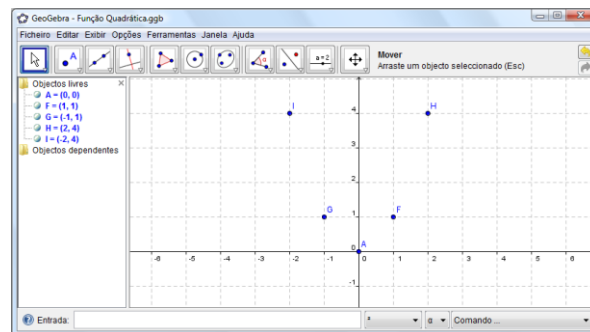 GeoGebra - Função Quadrática.ggb
Ficheiro Editar Exibir Opções Ferramentas Janela Ajuda
A α a=2 Mover
Arraste um objecto seleccionado (Esc)
Objectos livres
A = (0, 0)
F = (1, 1)
G = (-1, 1)
H = (2, 4)
I = (-2, 4)
Objectos dependentes
I 4 H
3
2
G 1 F
0 A
-6 -5 -4 -3 -2 -1 0 1 2 3 4 5 6
-1
Entrada: ² α Comando ...